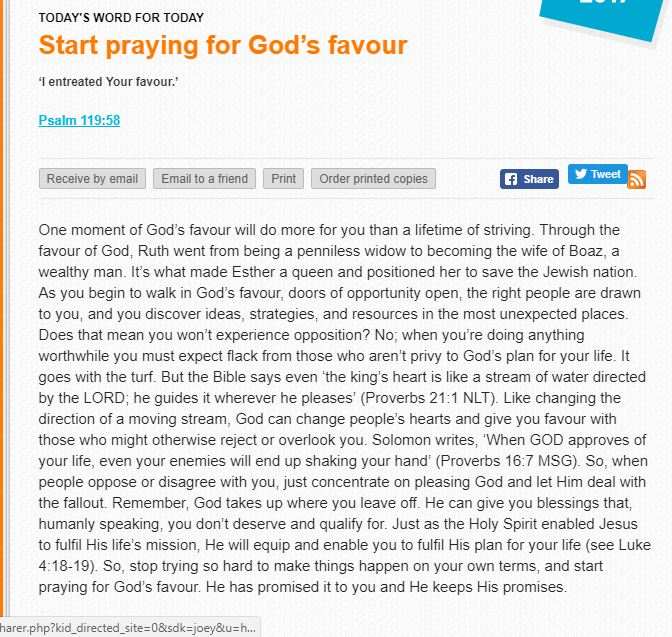 TODAY'S WORD FOR TODAY
Start praying for God’s favour
‘I entreated Your favour.’
Psalm 119:58
Receive by email Email to a friend Print Order printed copies Share Tweet
One moment of God’s favour will do more for you than a lifetime of striving. Through the
favour of God, Ruth went from being a penniless widow to becoming the wife of Boaz, a
wealthy man. It’s what made Esther a queen and positioned her to save the Jewish nation.
As you begin to walk in God’s favour, doors of opportunity open, the right people are drawn
to you, and you discover ideas, strategies, and resources in the most unexpected places.
Does that mean you won’t experience opposition? No; when you’re doing anything
worthwhile you must expect flack from those who aren’t privy to God’s plan for your life. It
goes with the turf. But the Bible says even ‘the king’s heart is like a stream of water directed
by the LORD; he guides it wherever he pleases’ (Proverbs 21:1 NLT). Like changing the
direction of a moving stream, God can change people’s hearts and give you favour with
those who might otherwise reject or overlook you. Solomon writes, ‘When GOD approves of
your life, even your enemies will end up shaking your hand’ (Proverbs 16:7 MSG). So, when
people oppose or disagree with you, just concentrate on pleasing God and let Him deal with
the fallout. Remember, God takes up where you leave off. He can give you blessings that,
humanly speaking, you don’t deserve and qualify for. Just as the Holy Spirit enabled Jesus
to fulfil His life’s mission, He will equip and enable you to fulfil His plan for your life (see Luke
4:18-19). So, stop trying so hard to make things happen on your own terms, and start
praying for God’s favour. He has promised it to you and He keeps His promises.
harer.php?kid_directed_site=0&sdk=joey&u=h...